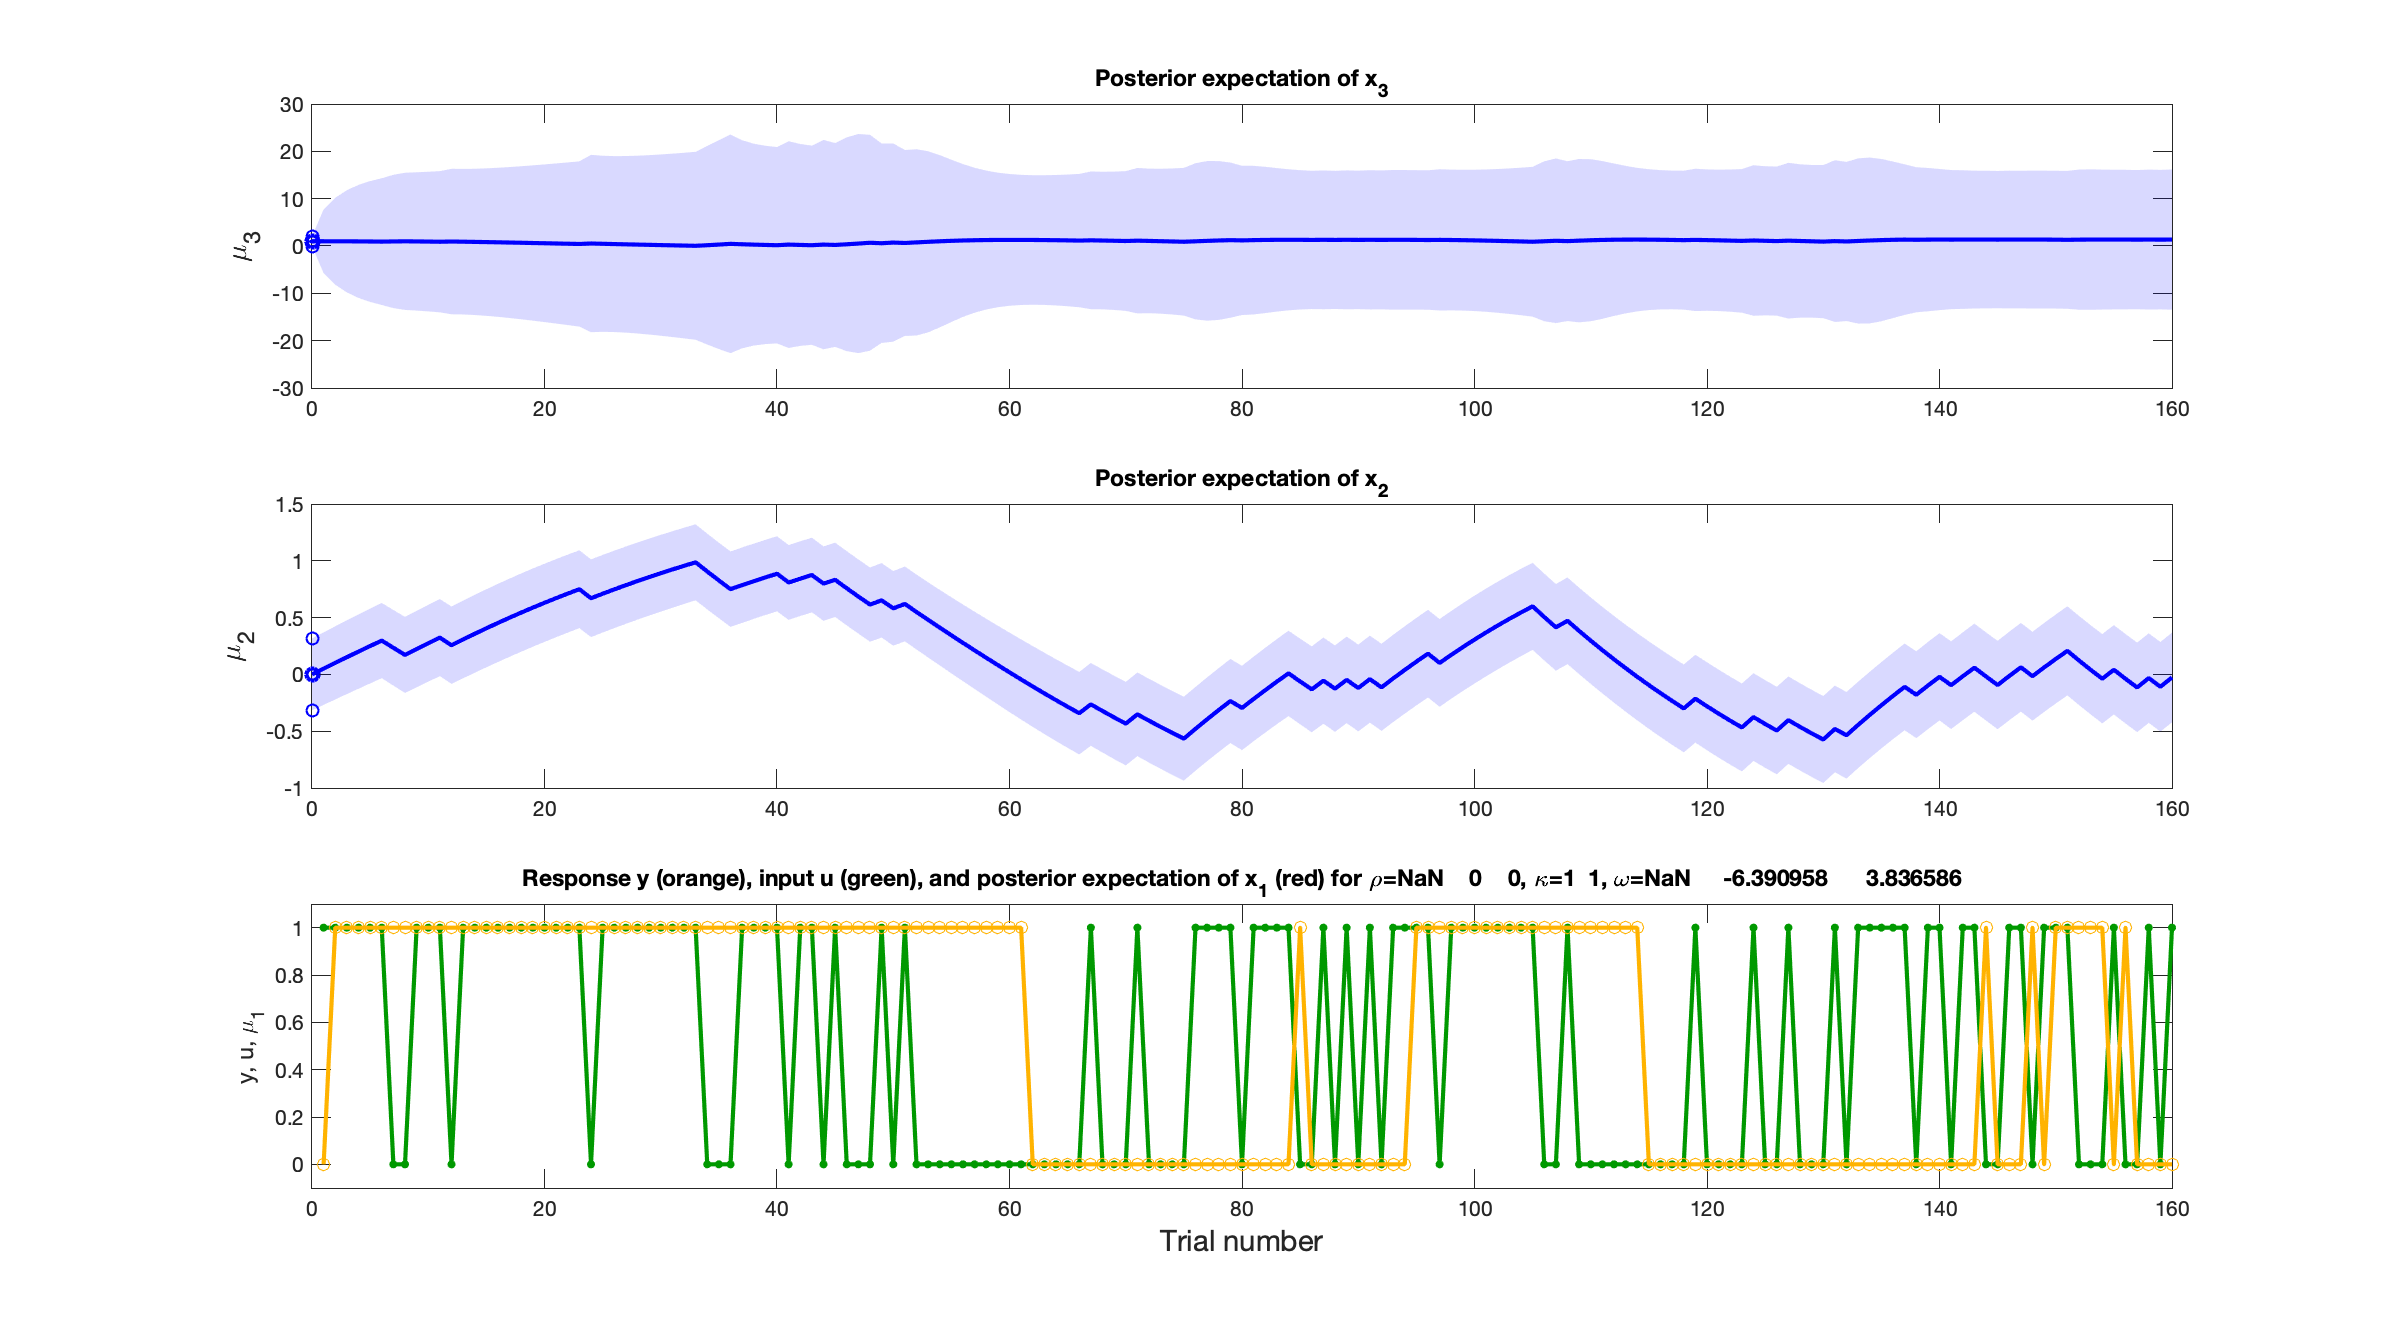 Posterior expectation of x3
30
20
10
0
-10
-20
-30
μ3
0 20 40 60 80 100 120 140 160
Posterior expectation of x2
1.5
1
0.5
0
-0.5
-1
μ2
0 20 40 60 80 100 120 140 160
Response y (orange), input u (green), and posterior expectation of x1 (red) for ρ=NaN 0 0, κ=1 1, ω=NaN -6.390958 3.836586
1
0.8
0.6
0.4
0.2
0
y, u, μ1
0 20 40 60 80 100 120 140 160
Trial number